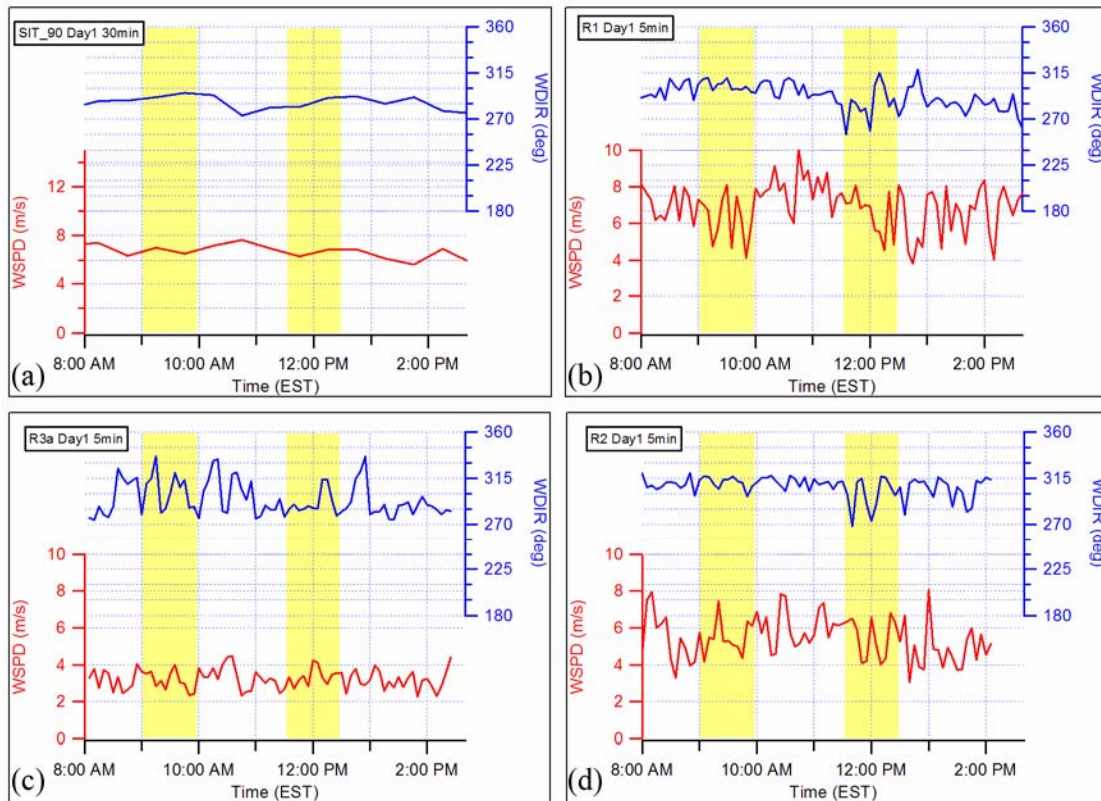 SIT_90 Day1 30min
360
315
270
225
180
WDIR (deg)
12
8
4
0
WSPD (m/s)
8:00 AM 10:00 AM 12:00 PM 2:00 PM
Time (EST)
(a)
R1 Day1 5min
360
315
270
225
180
WDIR (deg)
10
8
6
4
2
0
WSPD (m/s)
8:00 AM 10:00 AM 12:00 PM 2:00 PM
Time (EST)
(b)
R3a Day1 5min
360
315
270
225
180
WDIR (deg)
10
8
6
4
2
0
WSPD (m/s)
8:00 AM 10:00 AM 12:00 PM 2:00 PM
Time (EST)
(c)
R2 Day1 5min
360
315
270
225
180
WDIR (deg)
10
8
6
4
2
0
WSPD (m/s)
8:00 AM 10:00 AM 12:00 PM 2:00 PM
Time (EST)
(d)